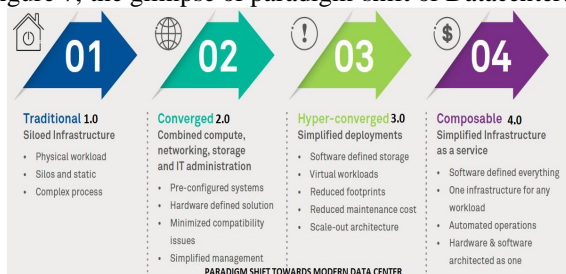 the glimpse of paradigm shift of Datacenter
01
02
03
04
Traditional 1.0
Siloed Infrastructure
• Physical workload
• Silos and static
• Complex process
Converged 2.0
Combined compute,
networking, storage
and IT administration
• Pre-configured systems
• Hardware defined solution
• Minimized compatibility
issues
• Simplified management
Hyper-converged 3.0
Simplified deployments
• Software defined storage
• Virtual workloads
• Reduced footprints
• Reduced maintenance cost
• Scale-out architecture
Composable 4.0
Simplified Infrastructure
as a service
• Software defined everything
• One infrastructure for any
workload
• Automated operations
• Hardware & software
architected as one
PARADIGM SHIFT TOWARDS MODERN DATA CENTER